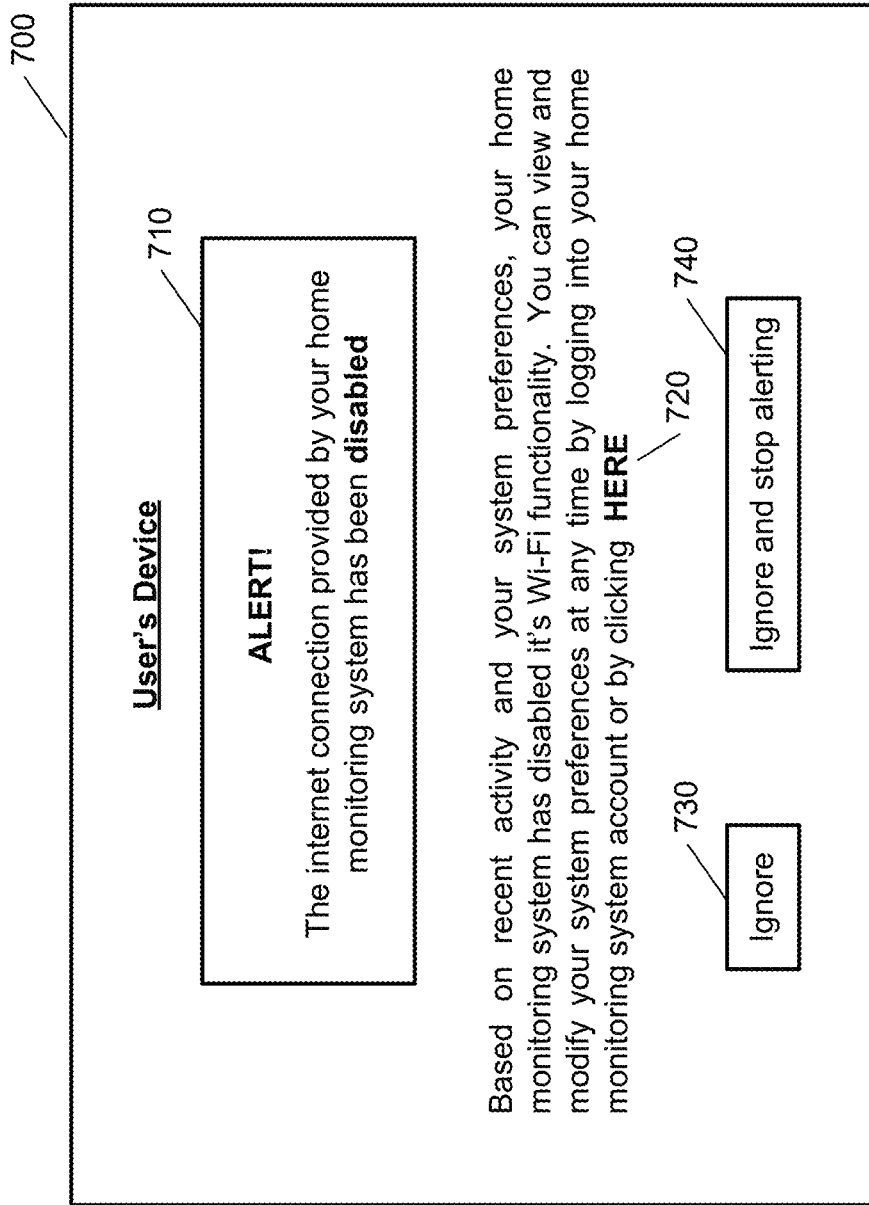 700
User's Device
710
ALERT!
The internet connection provided by your home
monitoring system has been disabled
Based on recent activity and your system preferences, your home
monitoring system has disabled it's Wi-Fi functionality. You can view and
modify your system preferences at any time by logging into your home
monitoring system account or by clicking HERE
720
730
740
Ignore
Ignore and stop alerting